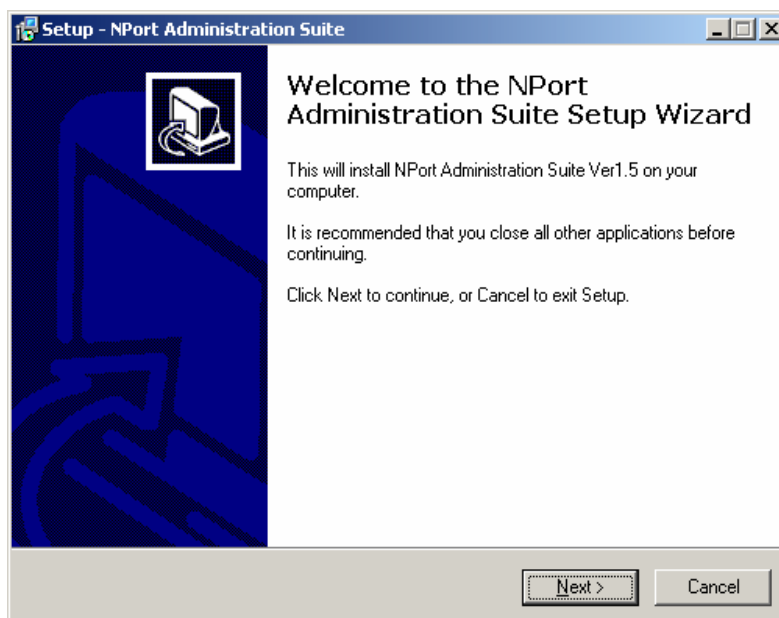 Setup - NPort Administration Suite
Welcome to the NPort
Administration Suite Setup Wizard
This will install NPort Administration Suite Ver1.5 on your
computer.
It is recommended that you close all other applications before
continuing.
Click Next to continue, or Cancel to exit Setup.
Next >
Cancel